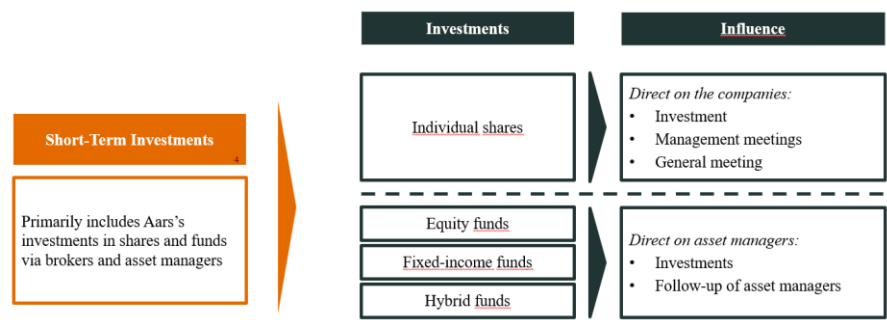 Investments
Influence
Short-Term Investments
4
Primarily includes Aars's
investments in shares and funds
via brokers and asset managers
Individual shares
Direct on the companies:
• Investment
• Management meetings
• General meeting
Equity funds
Fixed-income funds
Hybrid funds
Direct on asset managers:
• Investments
• Follow-up of asset managers